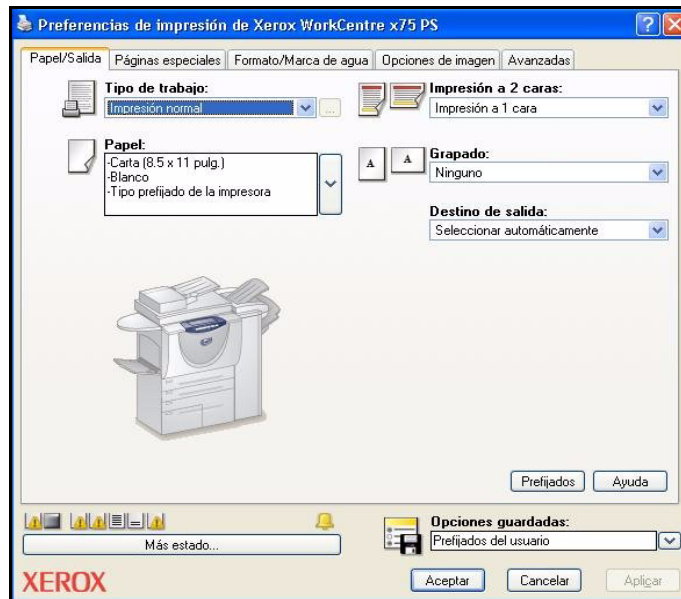 Preferencias de impresión de Xerox WorkCentre x75 PS
Papel/Salida Páginas especiales Formato/Marca de agua Opciones de imagen Avanzadas
Tipo de trabajo:
Impresión normal
...
Impresión a 2 caras:
Impresión a 1 cara
Papel:
-Carta (8.5 x 11 pulg.)
-Blanco
-Tipo prefijado de la impresora
A A
Grapado:
Ninguno
Destino de salida:
Seleccionar automáticamente
Prefijados Ayuda
Más estado...
Opciones guardadas:
Prefijados del usuario
XEROX
Aceptar Cancelar Aplicar